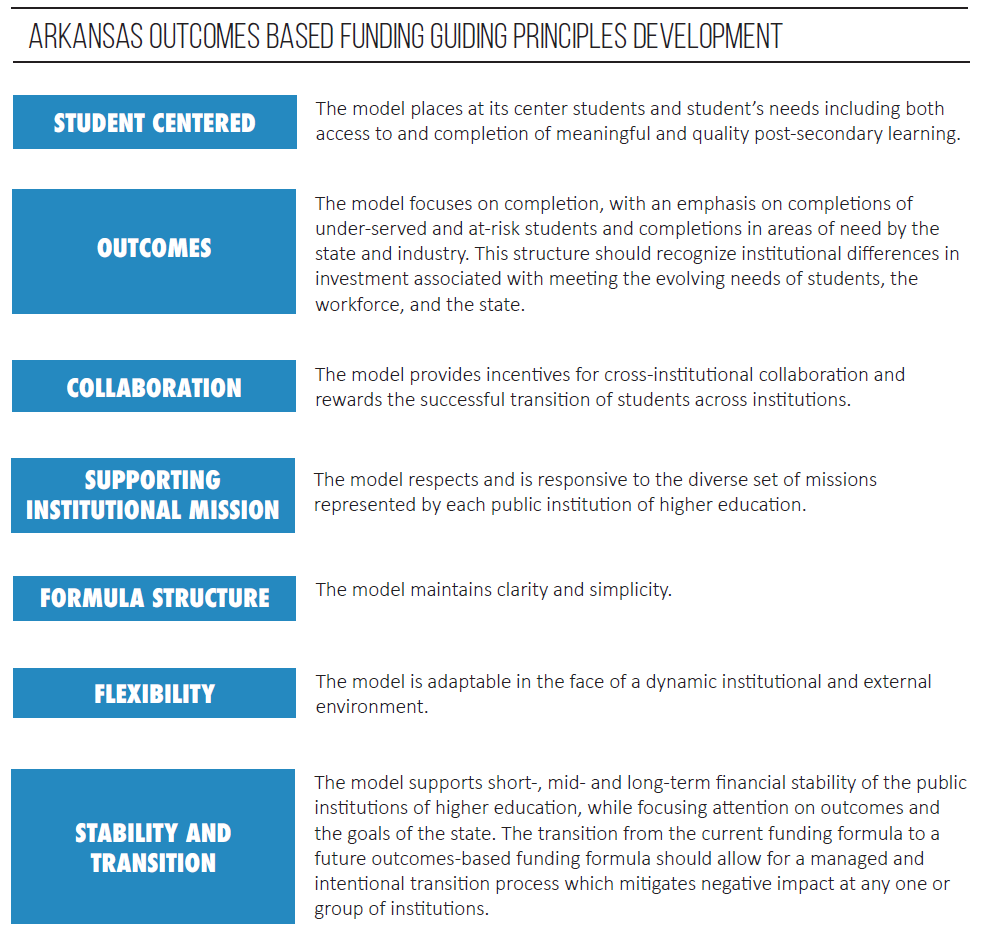 ARKANSAS OUTCOMES BASED FUNDING GUIDING PRINCIPLES DEVELOPMENT
STUDENT CENTERED
The model places at its center students and student’s needs including both
access to and completion of meaningful and quality post-secondary learning.
OUTCOMES
The model focuses on completion, with an emphasis on completions of
under-served and at-risk students and completions in areas of need by the
state and industry. This structure should recognize institutional differences in
investment associated with meeting the evolving needs of students, the
workforce, and the state.
COLLABORATION
The model provides incentives for cross-institutional collaboration and
rewards the successful transition of students across institutions.
SUPPORTING
INSTITUTIONAL MISSION
The model respects and is responsive to the diverse set of missions
represented by each public institution of higher education.
FORMULA STRUCTURE
The model maintains clarity and simplicity.
FLEXIBILITY
The model is adaptable in the face of a dynamic institutional and external
environment.
STABILITY AND
TRANSITION
The model supports short-, mid- and long-term financial stability of the public
institutions of higher education, while focusing attention on outcomes and
the goals of the state. The transition from the current funding formula to a
future outcomes-based funding formula should allow for a managed and
intentional transition process which mitigates negative impact at any one or
group of institutions.